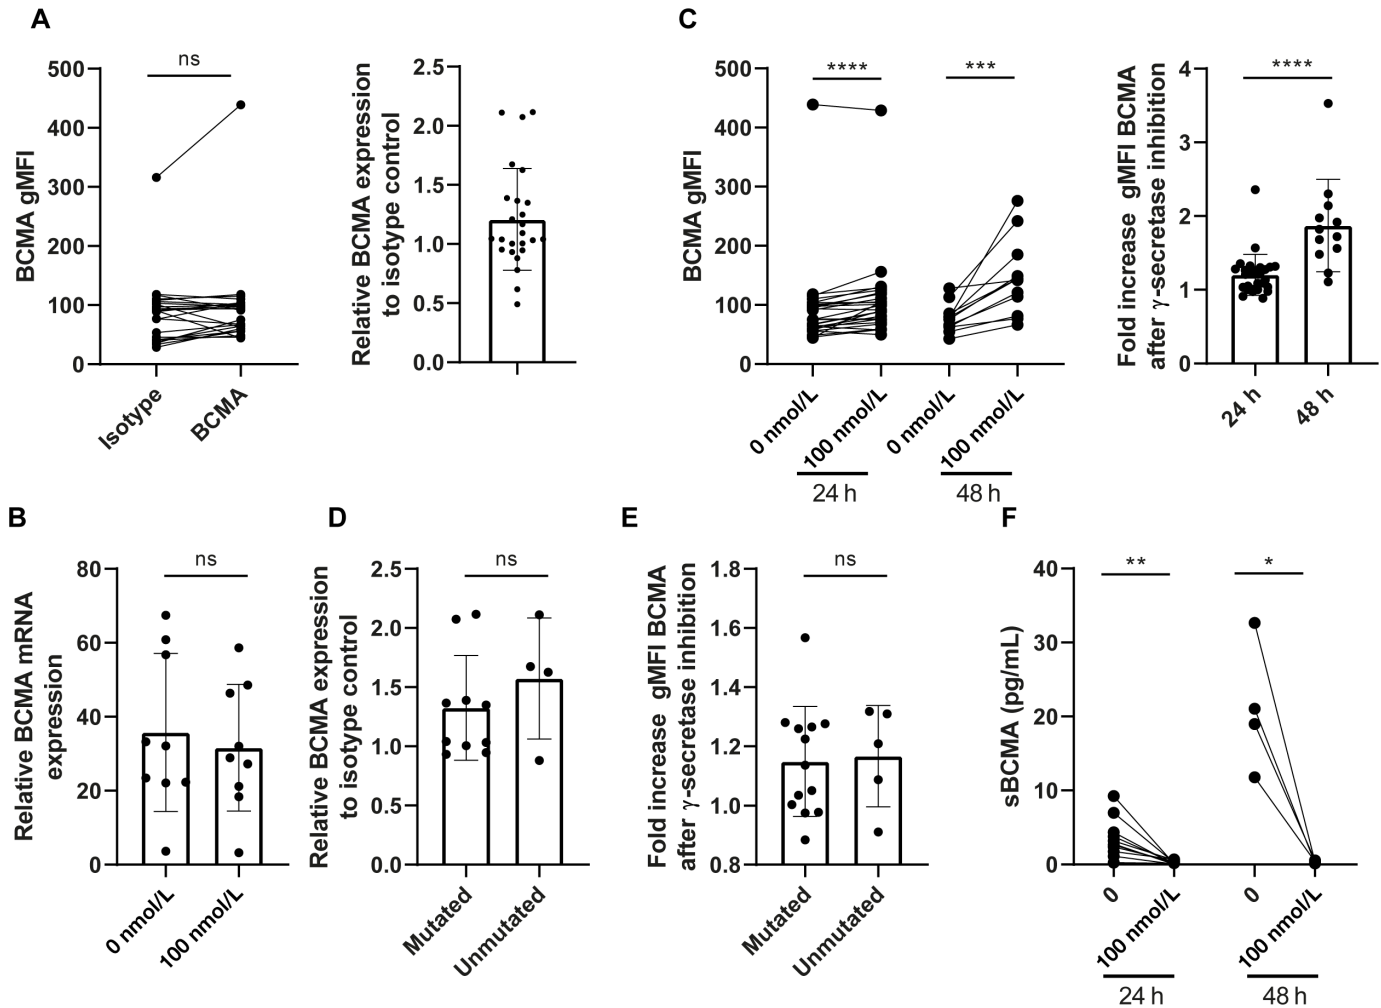 A
ns
500
400
300
200
100
0
BCMA gMFI
Isotype
BCMA
2.5
2.0
1.5
1.0
0.5
0.0
Relative BCMA expression
to isotype control
C
****
***
500
400
300
200
100
0
BCMA gMFI
0 nmol/L
100 nmol/L
0 nmol/L
100 nmol/L
24 h
48 h
****
4
3
2
1
0
Fold increase gMFI BCMA
after γ-secretase inhibition
24 h
48 h
B
ns
80
60
40
20
0
Relative BCMA mRNA
expression
0 nmol/L
100 nmol/L
D
ns
2.5
2.0
1.5
1.0
0.5
0.0
Relative BCMA expression
to isotype control
Mutated
Unmutated
E
ns
1.8
1.6
1.4
1.2
1.0
0.8
Fold increase gMFI BCMA
after γ-secretase inhibition
Mutated
Unmutated
F
**
*
40
30
20
10
0
sBCMA (pg/mL)
0
100 nmol/L
0
100 nmol/L
24 h
48 h